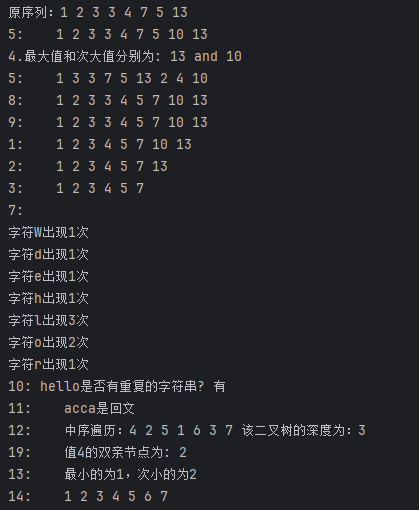 原序列：1 2 3 3 4 7 5 13
5:    1 2 3 3 4 7 5 10 13
4.最大值和次大值分别为: 13 and 10
5:    1 3 3 7 5 13 2 4 10
8:    1 2 3 3 4 5 7 10 13
9:    1 2 3 3 4 5 7 10 13
1:    1 2 3 4 5 7 10 13
2:    1 2 3 4 5 7 13
3:    1 2 3 4 5 7
7:
字符W出现1次
字符d出现1次
字符e出现1次
字符h出现1次
字符l出现3次
字符o出现2次
字符r出现1次
10: hello是否有重复的字符串? 有
11:    acca是回文
12:    中序遍历：4 2 5 1 6 3 7 该二叉树的深度为：3
19:    值4的双亲节点为: 2
13:    最小的为1，次小的为2
14:    1 2 3 4 5 6 7